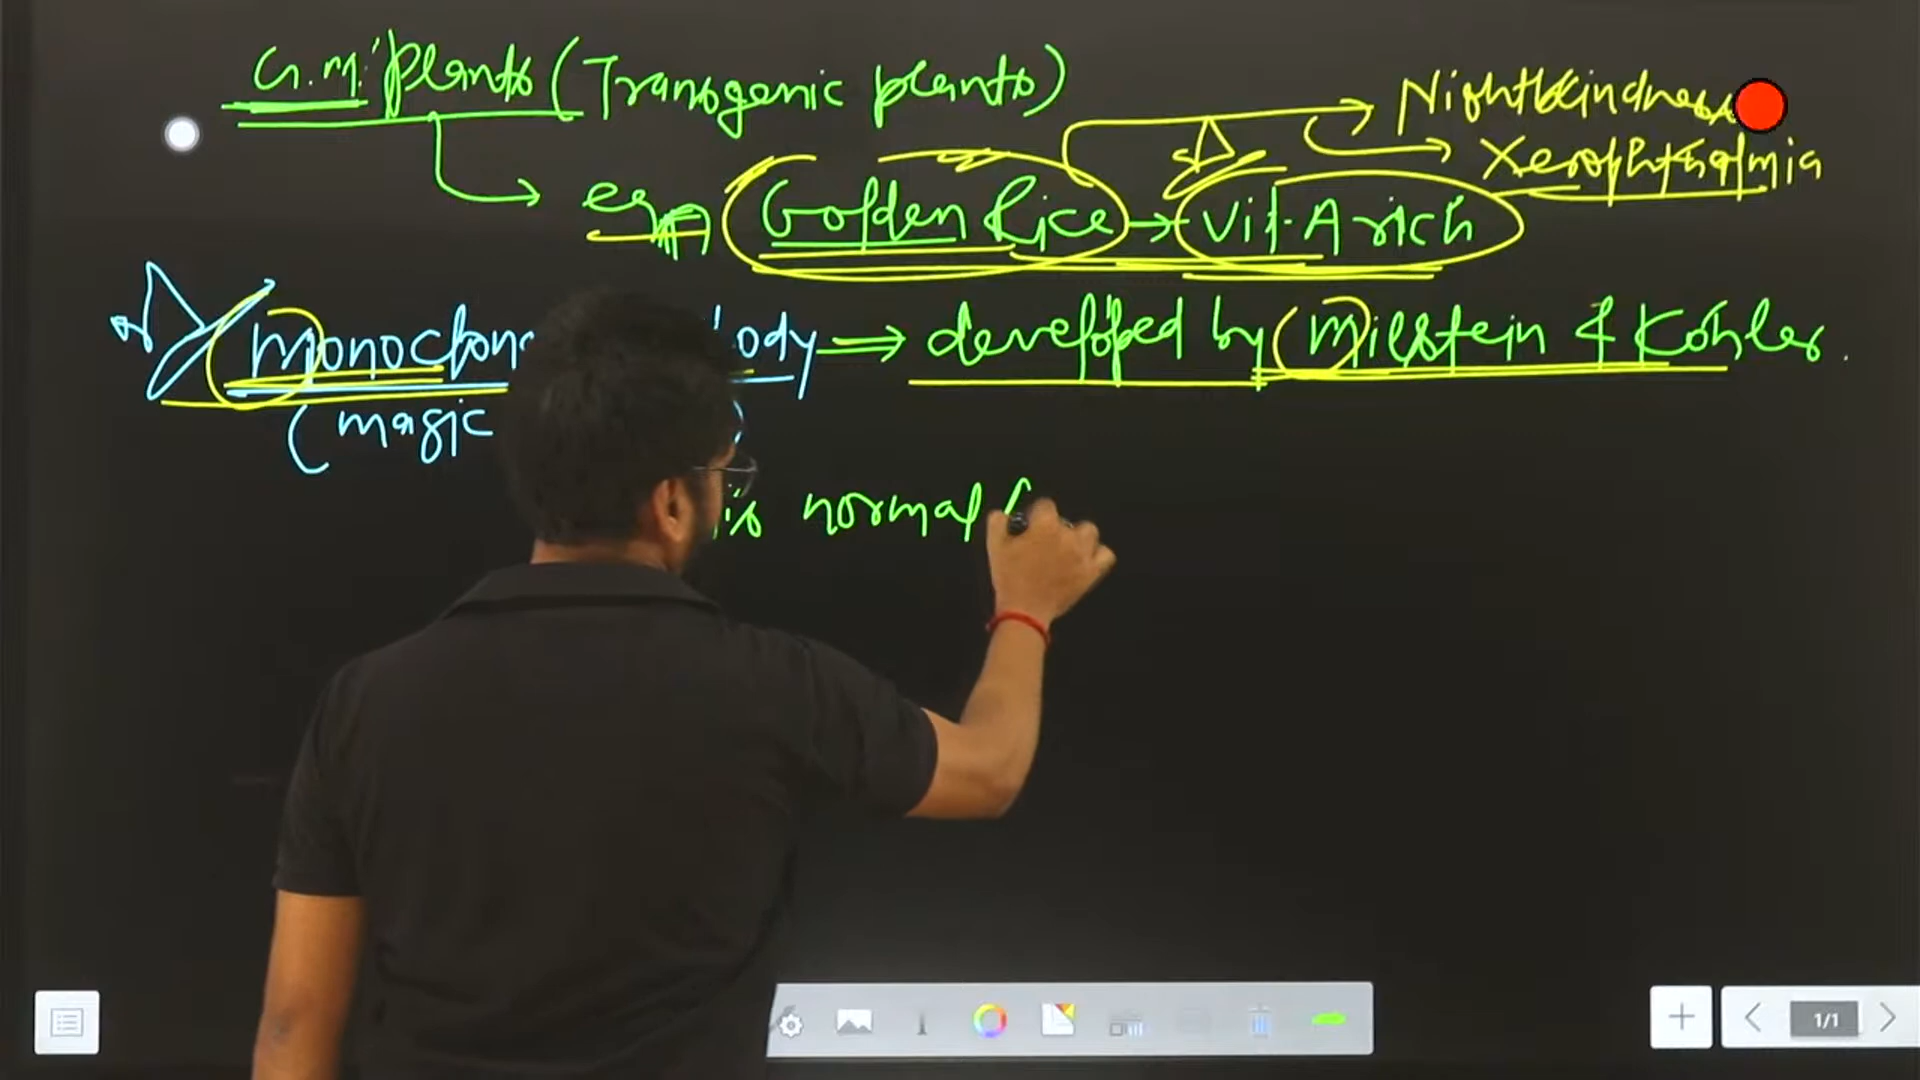 G.M. Plants (Transgenic plants)
Nightblindness
Xerophthalmia
eg Golden Rice → Vit. A rich
monoclon ody ⇒ developed by Milstein & Kohler.
(magic )
is normal
1/1